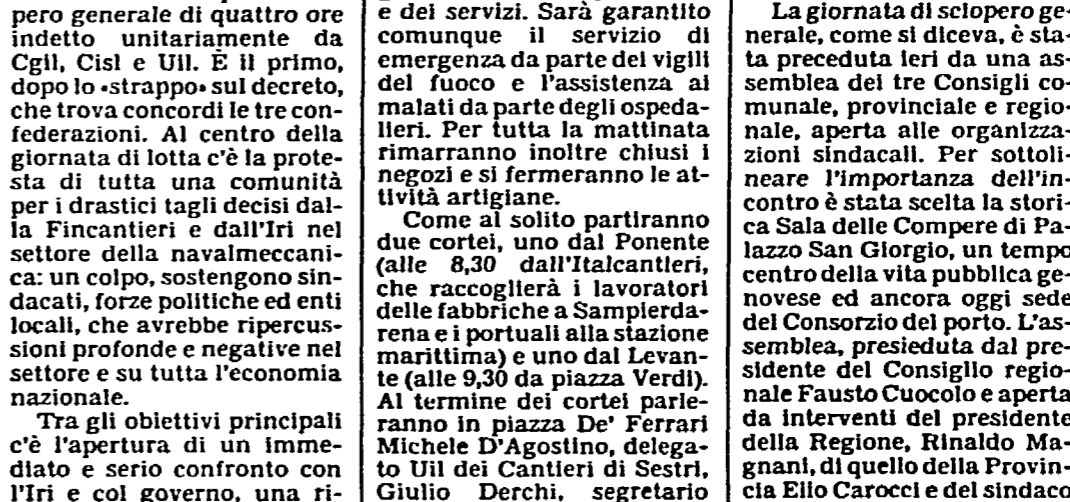 pero generale di quattro ore
indetto unitariamente da
Cgil, Cisl e Uil. È il primo,
dopo lo «strappo» sul decreto,
che trova concordi le tre con-
federazioni. Al centro della
giornata di lotta c'è la prote-
sta di tutta una comunità
per i drastici tagli decisi dal-
la Fincantieri e dall'Iri nel
settore della navalmeccani-
ca: un colpo, sostengono sin-
dacati, forze politiche ed enti
locali, che avrebbe ripercus-
sioni profonde e negative nel
settore e su tutta l'economia
nazionale.
Tra gli obiettivi principali
c'è l'apertura di un imme-
diato e serio confronto con
l'Iri e col governo, una ri-
e dei servizi. Sarà garantito
comunque il servizio di
emergenza da parte dei vigili
del fuoco e l'assistenza ai
malati da parte degli ospeda-
lieri. Per tutta la mattinata
rimarranno inoltre chiusi i
negozi e si fermeranno le at-
tività artigiane.
Come al solito partiranno
due cortei, uno dal Ponente
(alle 8,30 dall'Italcantieri,
che raccoglierà i lavoratori
delle fabbriche a Sampierda-
rena e i portuali alla stazione
marittima) e uno dal Levan-
te (alle 9,30 da piazza Verdi).
Al termine dei cortei parle-
ranno in piazza De' Ferrari
Michele D'Agostino, delega-
to Uil dei Cantieri di Sestri,
Giulio Derchi, segretario
La giornata di sciopero ge-
nerale, come si diceva, è sta-
ta preceduta ieri da una as-
semblea dei tre Consigli co-
munale, provinciale e regio-
nale, aperta alle organizza-
zioni sindacali. Per sottoli-
neare l'importanza dell'in-
contro è stata scelta la stori-
ca Sala delle Compere di Pa-
lazzo San Giorgio, un tempo
centro della vita pubblica ge-
novese ed ancora oggi sede
del Consorzio del porto. L'as-
semblea, presieduta dal pre-
sidente del Consiglio regio-
nale Fausto Cuocolo e aperta
da interventi del presidente
della Regione, Rinaldo Ma-
gnani, di quello della Provin-
cia Elio Carocci e del sindaco